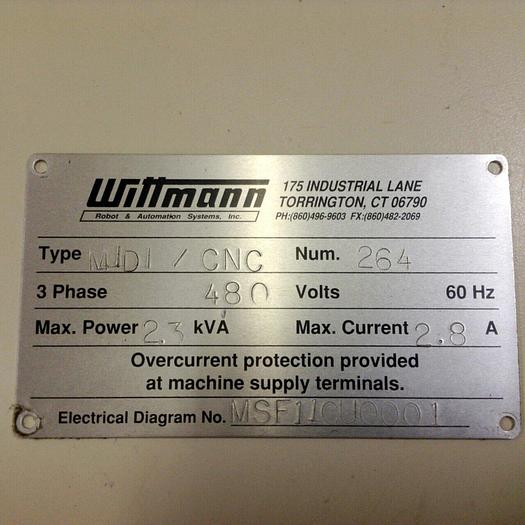 Wittmann
Robot & Automation Systems, Inc.
175 INDUSTRIAL LANE
TORRINGTON, CT 06790
PH:(860)496-9603 FX:(860)482-2069
Type MIDI / CNC Num. 264
3 Phase 480 Volts 60 Hz
Max. Power 2.3 kVA Max. Current 2.8 A
Overcurrent protection provided
at machine supply terminals.
Electrical Diagram No.